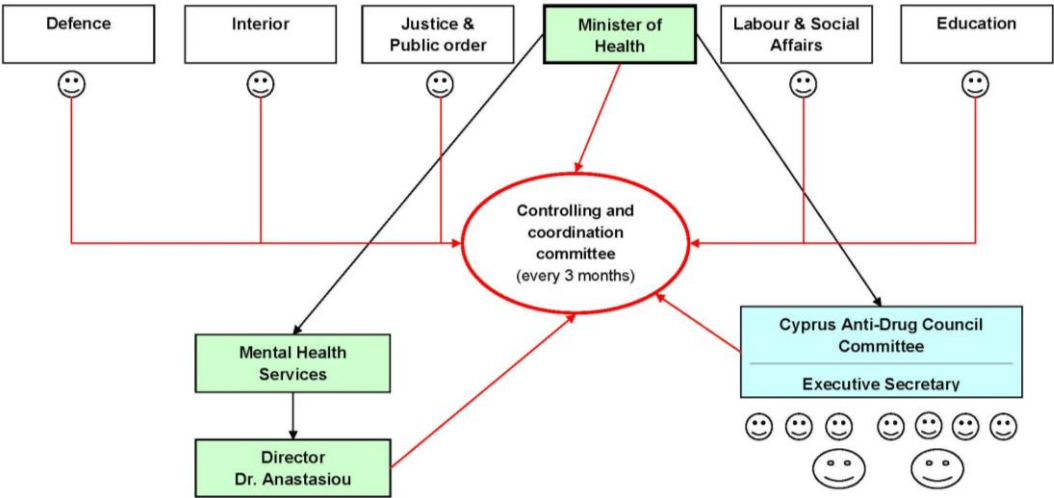 Defence
Interior
Justice &
Public order
Minister of
Health
Labour & Social
Affairs
Education
Controlling and
coordination
committee
(every 3 months)
Cyprus Anti-Drug Council
Committee
Executive Secretary
Mental Health
Services
Director
Dr. Anastasiou